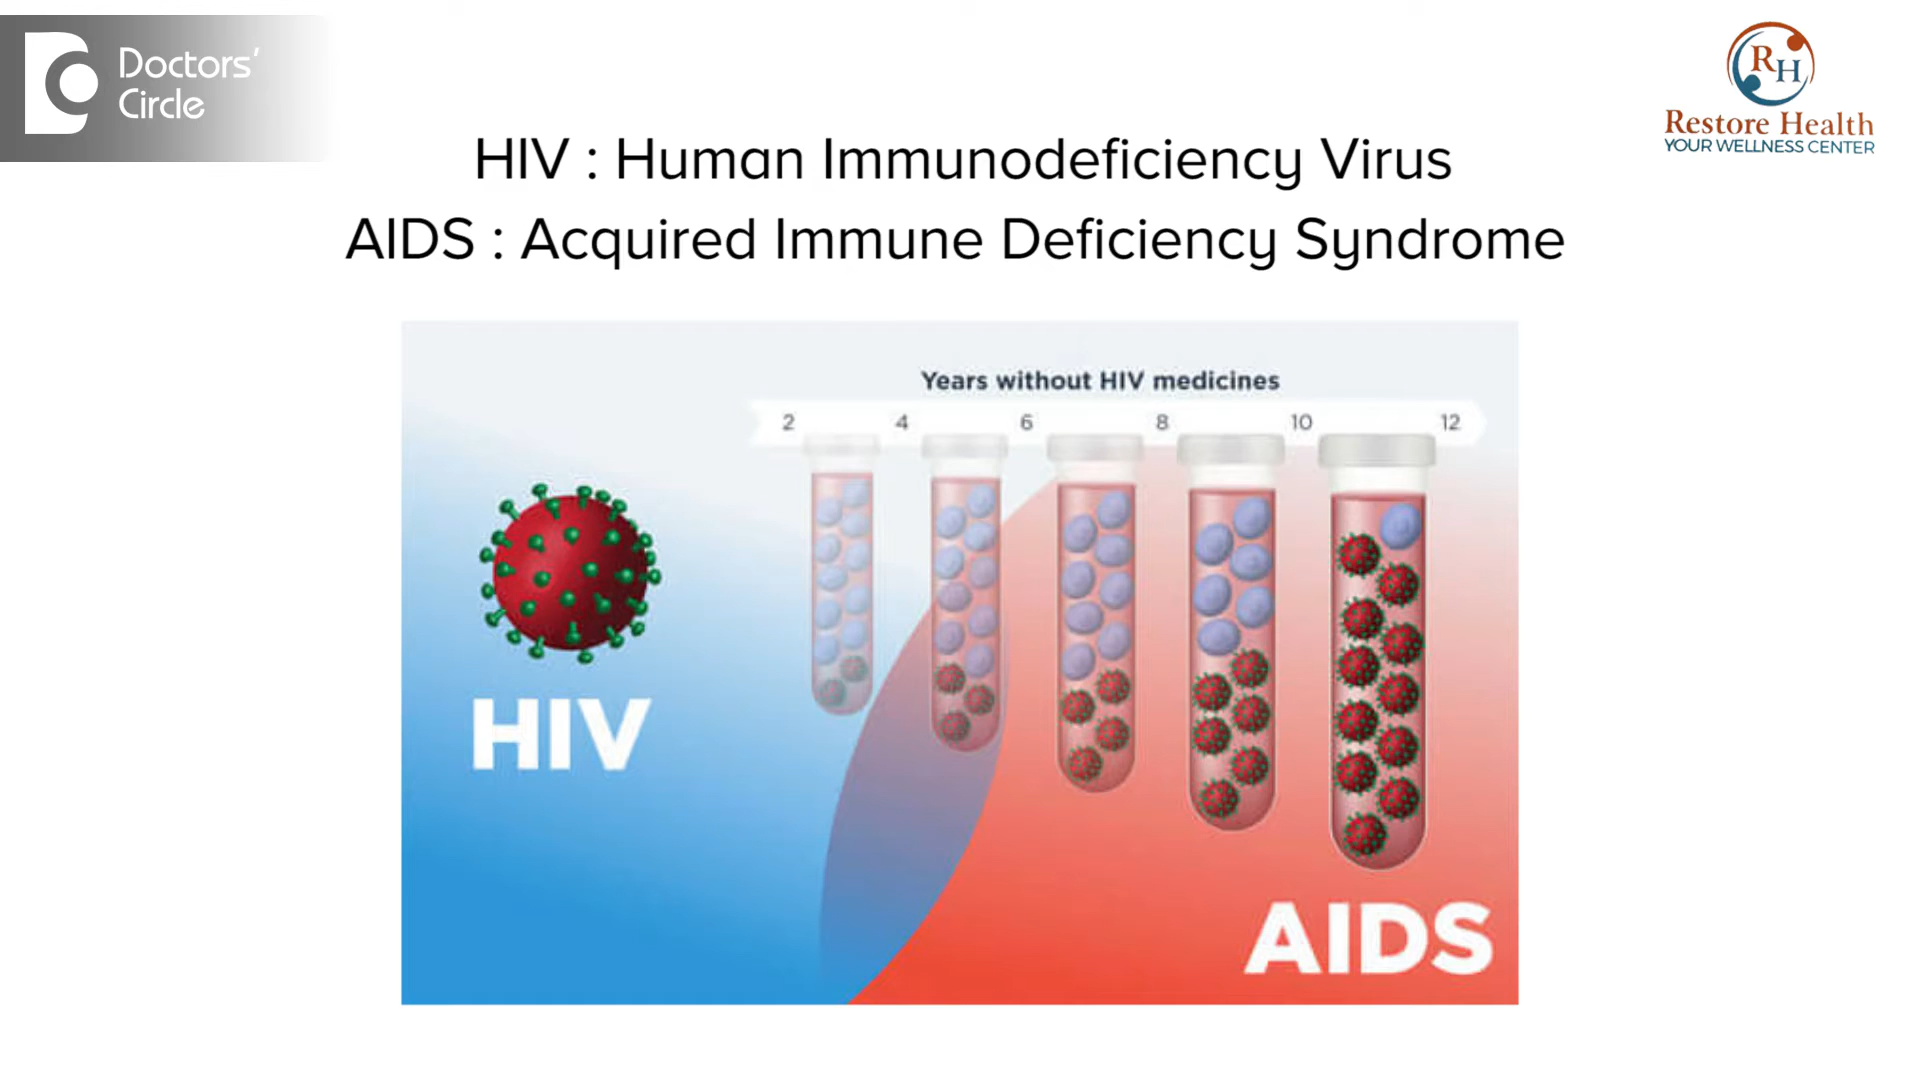 Doctors'
Circle
RH
Restore Health
YOUR WELLNESS CENTER
HIV : Human Immunodeficiency Virus
AIDS : Acquired Immune Deficiency Syndrome
Years without HIV medicines
2 4 6 8 10 12
HIV
AIDS